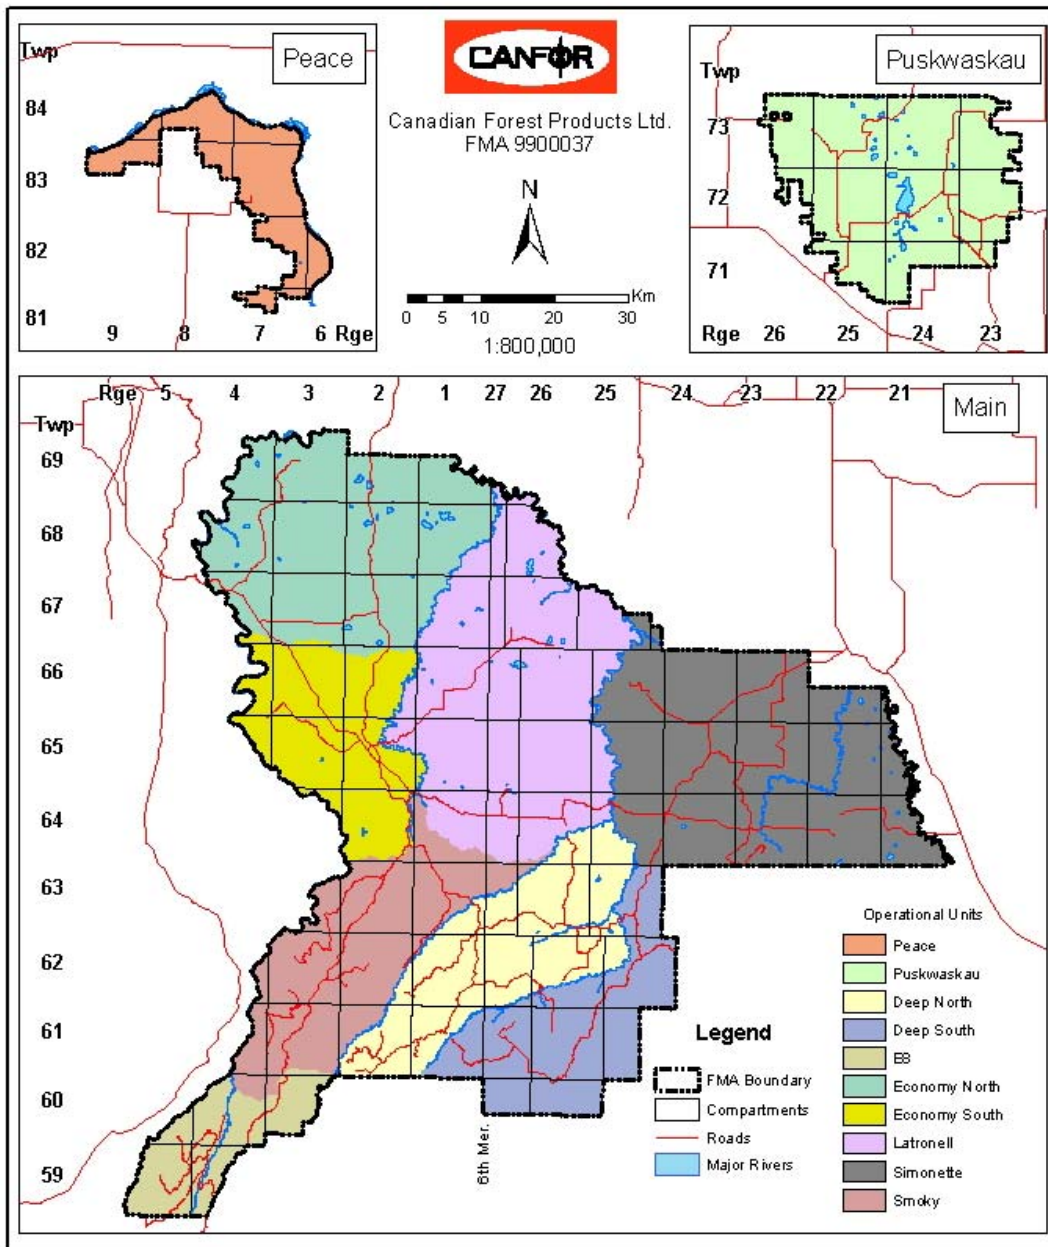 Twp
Peace
84
83
82
81
9 8 7 6 Rge
CANFOR
Canadian Forest Products Ltd.
FMA 9900037
N
Km
0 5 10 20 30
1:800,000
Puskwaskau
Twp
73
72
71
Rge 26 25 24 23
Rge 5 4 3 2 1 27 26 25 24 23 22 21
Main
Twp
69
68
67
66
65
64
63
62
61
60
59
6th Mer.
Legend
FMA Boundary
Compartments
Roads
Major Rivers
Operational Units
Peace
Puskwaskau
Deep North
Deep South
E8
Economy North
Economy South
Latronell
Simonette
Smoky